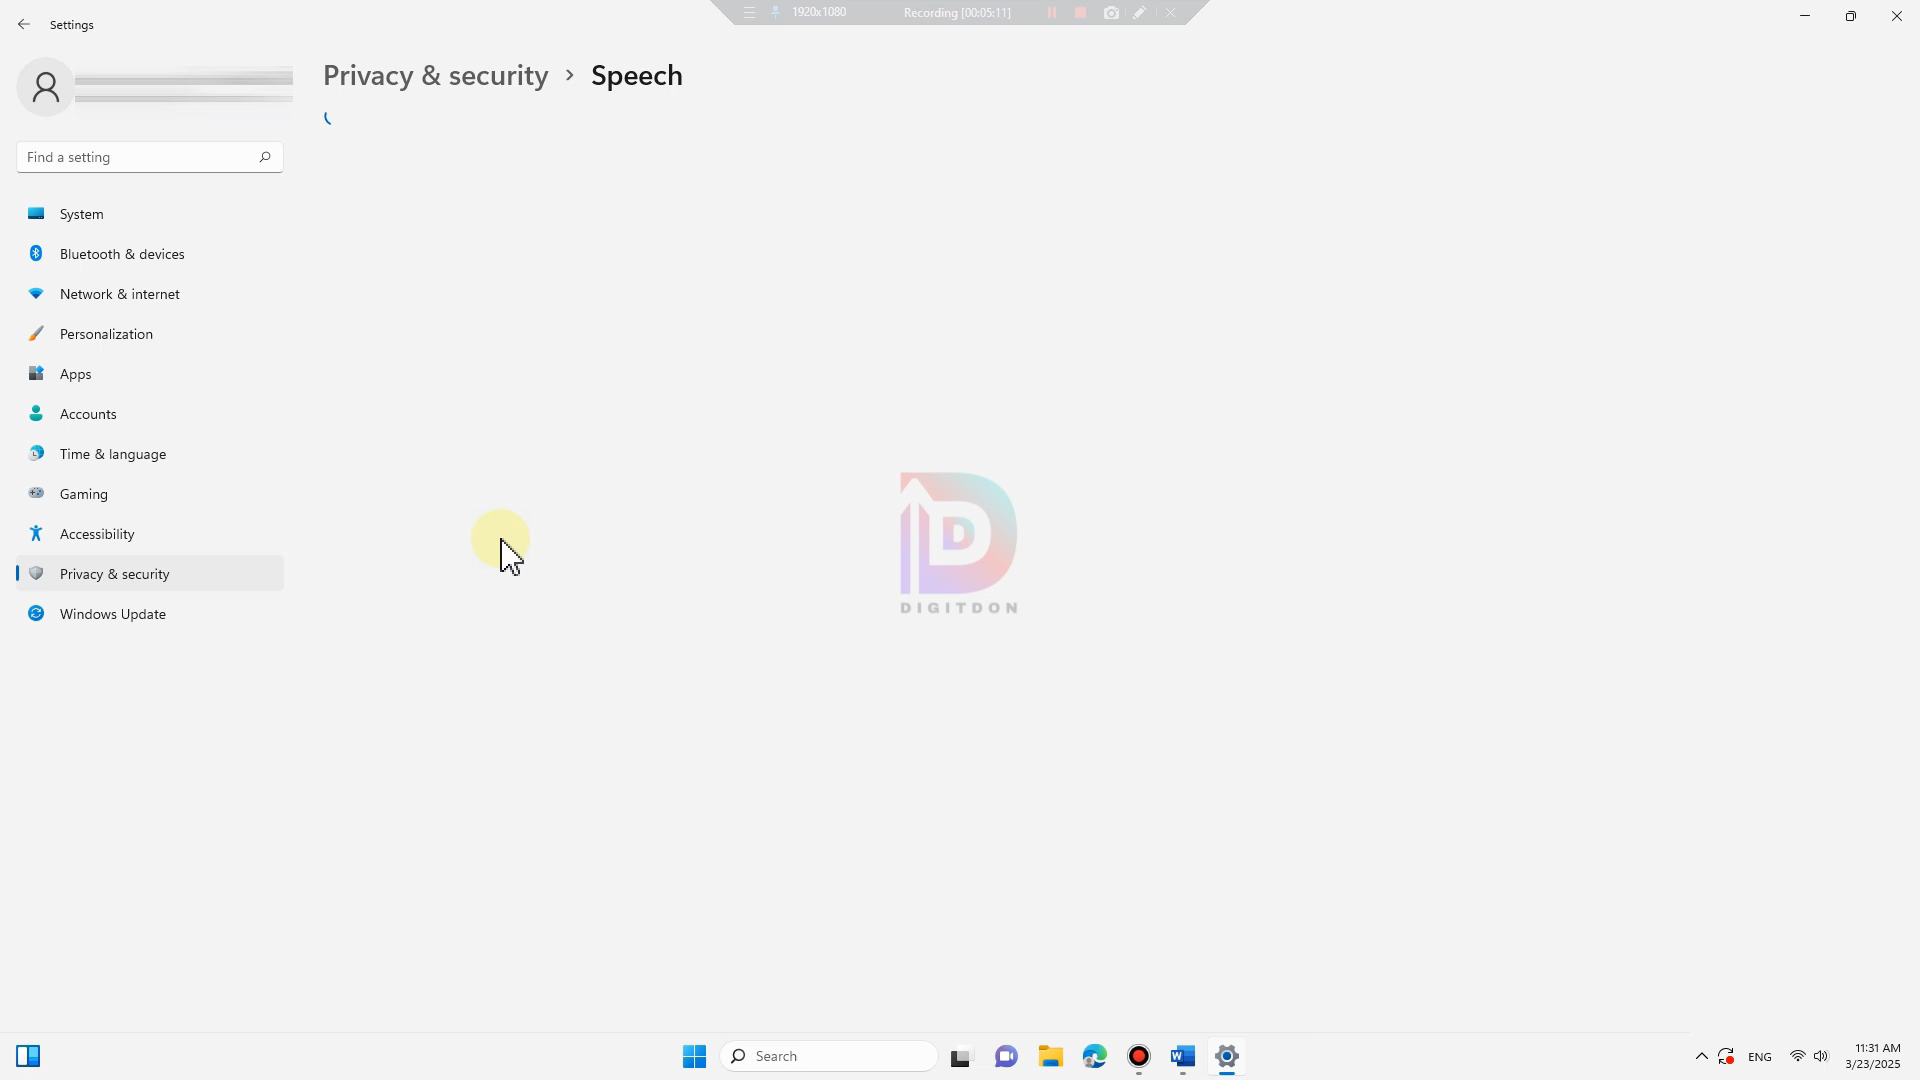 Settings
1920x1080
Recording [00:05:11]
Privacy & security > Speech
Find a setting
System
Bluetooth & devices
Network & internet
Personalization
Apps
Accounts
Time & language
Gaming
Accessibility
Privacy & security
Windows Update
DIGITDON
Search
ENG
11:31 AM
3/23/2025